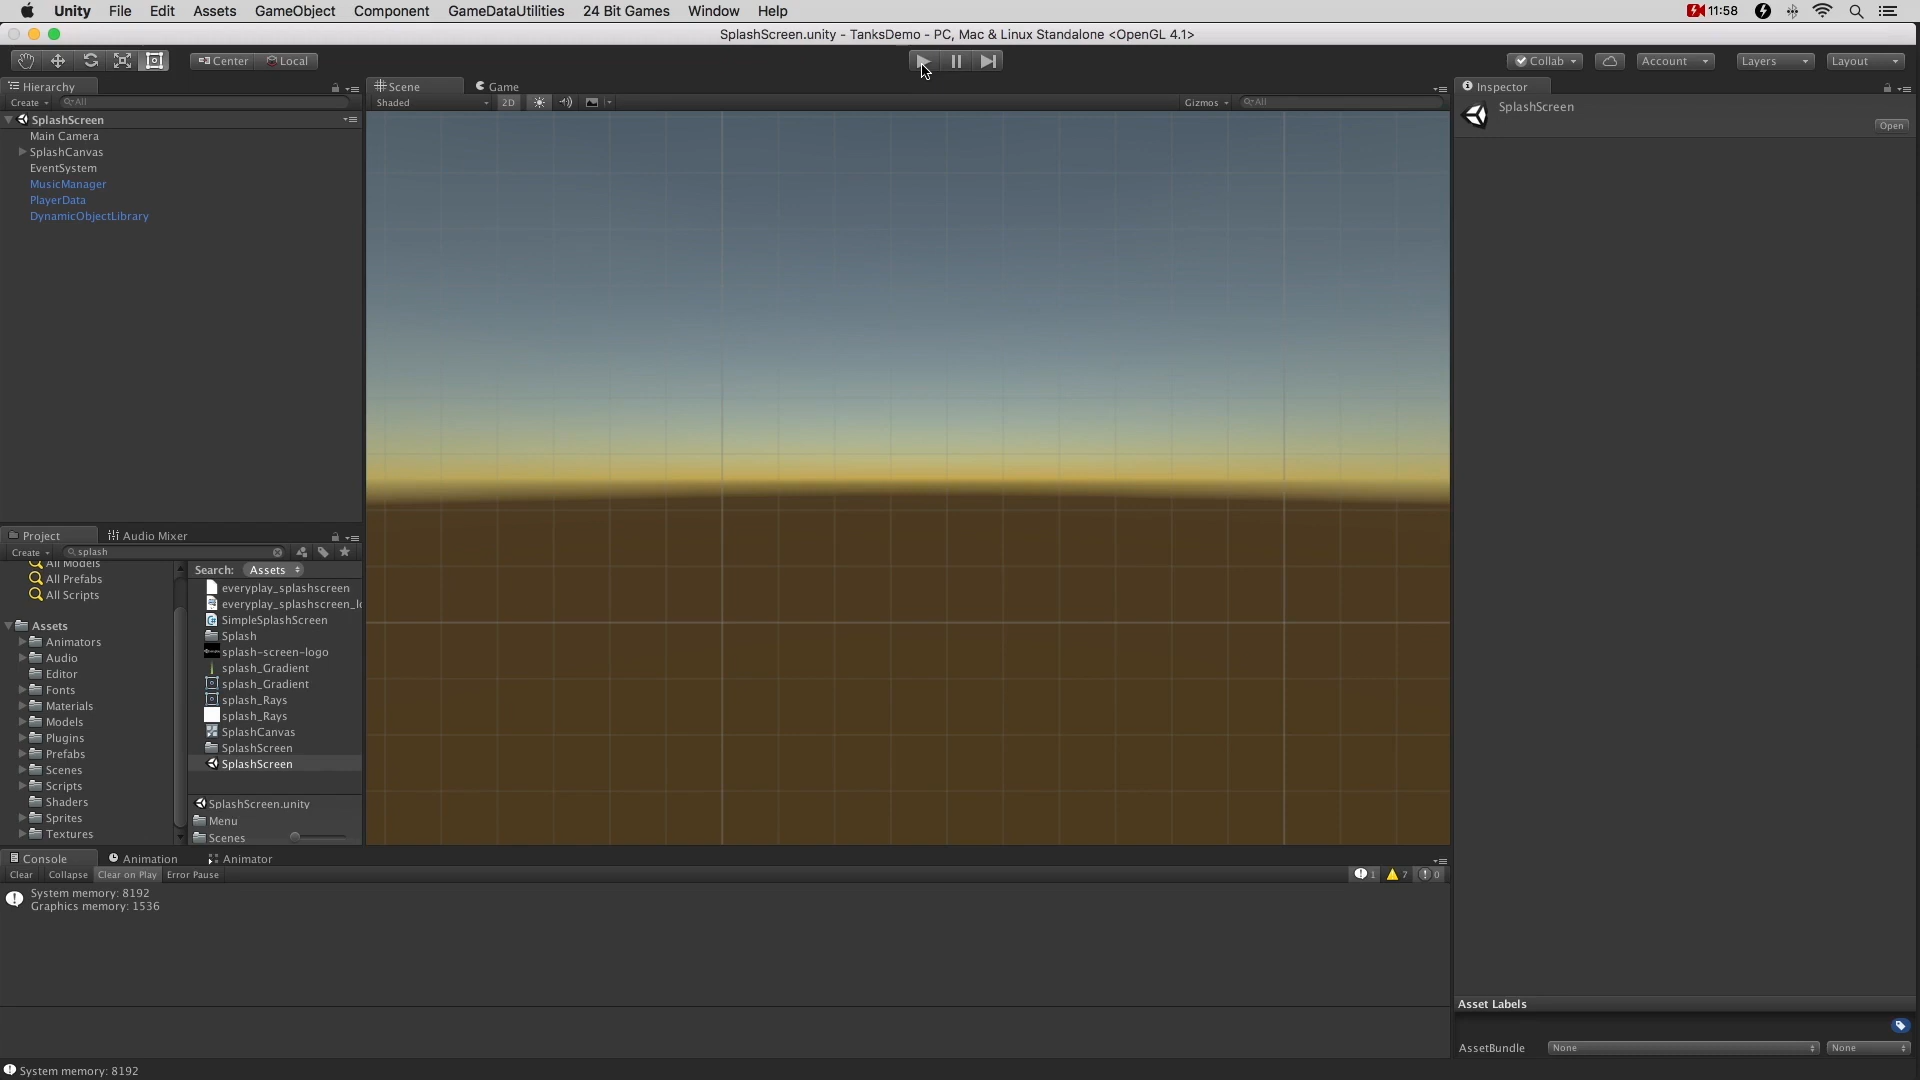 Unity File Edit Assets GameObject Component GameDataUtilities 24 Bit Games Window Help 11:58
SplashScreen.unity - TanksDemo - PC, Mac & Linux Standalone <OpenGL 4.1>
Center Local Collab Account Layers Layout
Hierarchy
Create All
SplashScreen
Main Camera
SplashCanvas
EventSystem
MusicManager
PlayerData
DynamicObjectLibrary
Scene Game
Shaded 2D Gizmos All
Inspector
SplashScreen
Open
Project Audio Mixer
Create splash
All Models
All Prefabs
All Scripts
Assets
Animators
Audio
Editor
Fonts
Materials
Models
Plugins
Prefabs
Scenes
Scripts
Shaders
Sprites
Textures
Search: Assets
everyplay_splashscreen
everyplay_splashscreen_lo
SimpleSplashScreen
Splash
splash-screen-logo
splash_Gradient
splash_Gradient
splash_Rays
splash_Rays
SplashCanvas
SplashScreen
SplashScreen
SplashScreen.unity
Menu
Scenes
Console Animation Animator
Clear Collapse Clear on Play Error Pause 1 7 0
System memory: 8192
Graphics memory: 1536
Asset Labels
AssetBundle None None
System memory: 8192